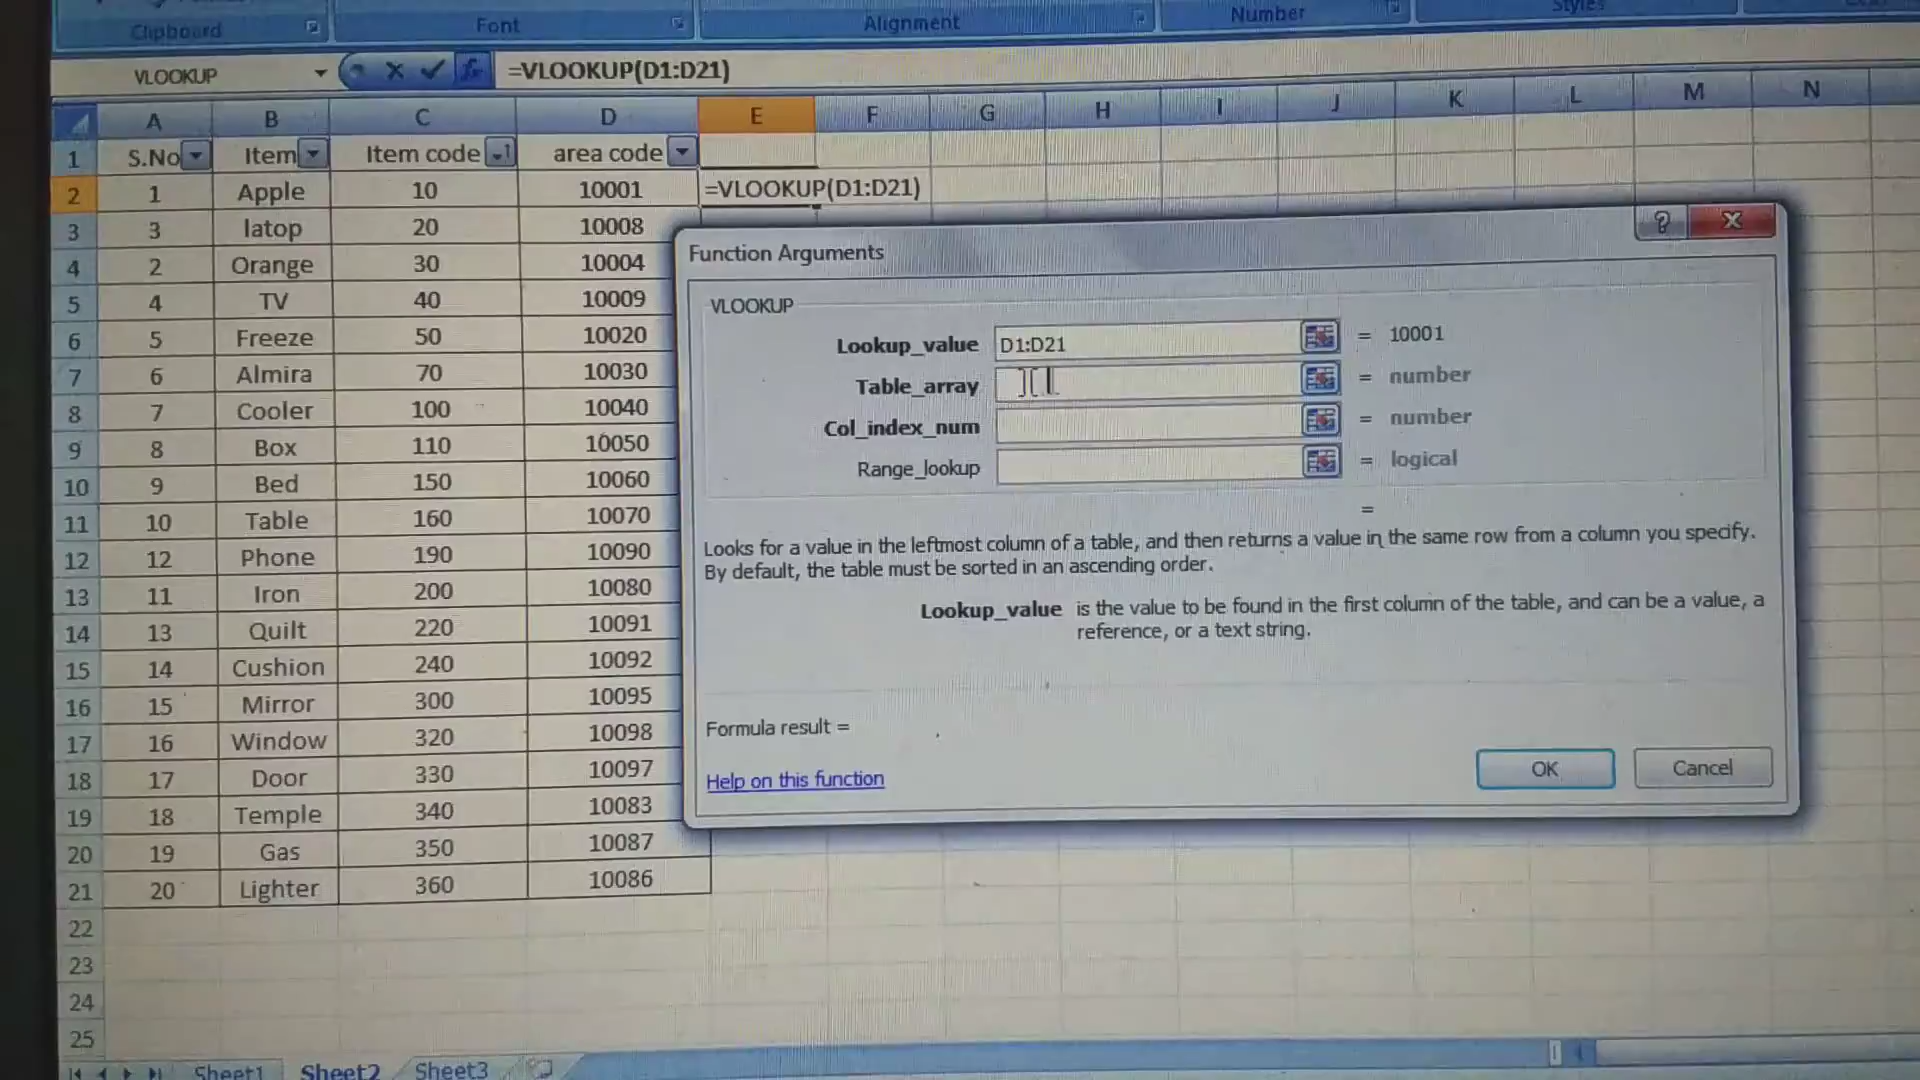 Clipboard Font Alignment Number Styles
VLOOKUP =VLOOKUP(D1:D21)
A B C D E F G H I J K L M N
1 S.No Item Item code area code
2 1 Apple 10 10001 =VLOOKUP(D1:D21)
3 3 latop 20 10008
4 2 Orange 30 10004
5 4 TV 40 10009
6 5 Freeze 50 10020
7 6 Almira 70 10030
8 7 Cooler 100 10040
9 8 Box 110 10050
10 9 Bed 150 10060
11 10 Table 160 10070
12 12 Phone 190 10090
13 11 Iron 200 10080
14 13 Quilt 220 10091
15 14 Cushion 240 10092
16 15 Mirror 300 10095
17 16 Window 320 10098
18 17 Door 330 10097
19 18 Temple 340 10083
20 19 Gas 350 10087
21 20 Lighter 360 10086
22
23
24
25
Function Arguments
VLOOKUP
Lookup_value D1:D21 = 10001
Table_array = number
Col_index_num = number
Range_lookup = logical
=
Looks for a value in the leftmost column of a table, and then returns a value in the same row from a column you specify.
By default, the table must be sorted in an ascending order.
Lookup_value is the value to be found in the first column of the table, and can be a value, a
reference, or a text string.
Formula result =
Help on this function
OK Cancel
Sheet1 Sheet2 Sheet3